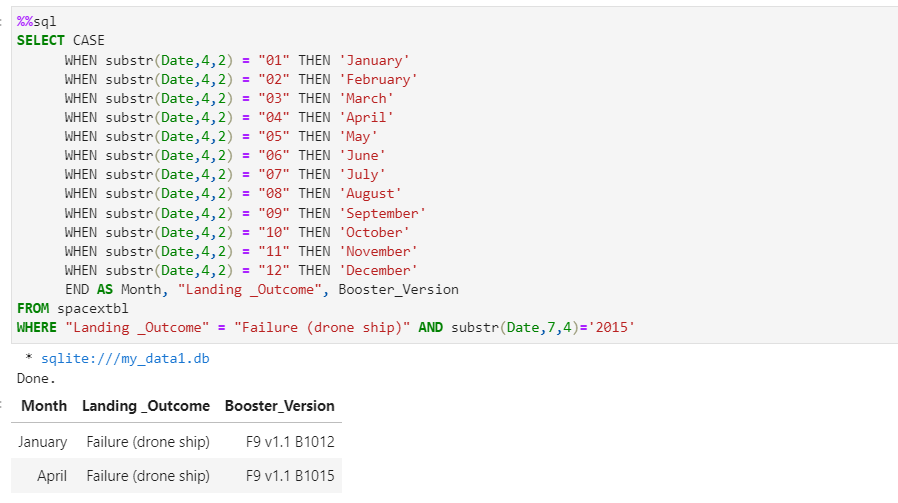 %%sql
SELECT CASE
WHEN substr(Date,4,2) = "01" THEN 'January'
WHEN substr(Date,4,2) = "02" THEN 'February'
WHEN substr(Date,4,2) = "03" THEN 'March'
WHEN substr(Date,4,2) = "04" THEN 'April'
WHEN substr(Date,4,2) = "05" THEN 'May'
WHEN substr(Date,4,2) = "06" THEN 'June'
WHEN substr(Date,4,2) = "07" THEN 'July'
WHEN substr(Date,4,2) = "08" THEN 'August'
WHEN substr(Date,4,2) = "09" THEN 'September'
WHEN substr(Date,4,2) = "10" THEN 'October'
WHEN substr(Date,4,2) = "11" THEN 'November'
WHEN substr(Date,4,2) = "12" THEN 'December'
END AS Month, "Landing _Outcome", Booster_Version
FROM spacextbl
WHERE "Landing _Outcome" = "Failure (drone ship)" AND substr(Date,7,4)='2015'
* sqlite:///my_data1.db
Done.
Month Landing _Outcome Booster_Version
January Failure (drone ship) F9 v1.1 B1012
April Failure (drone ship) F9 v1.1 B1015